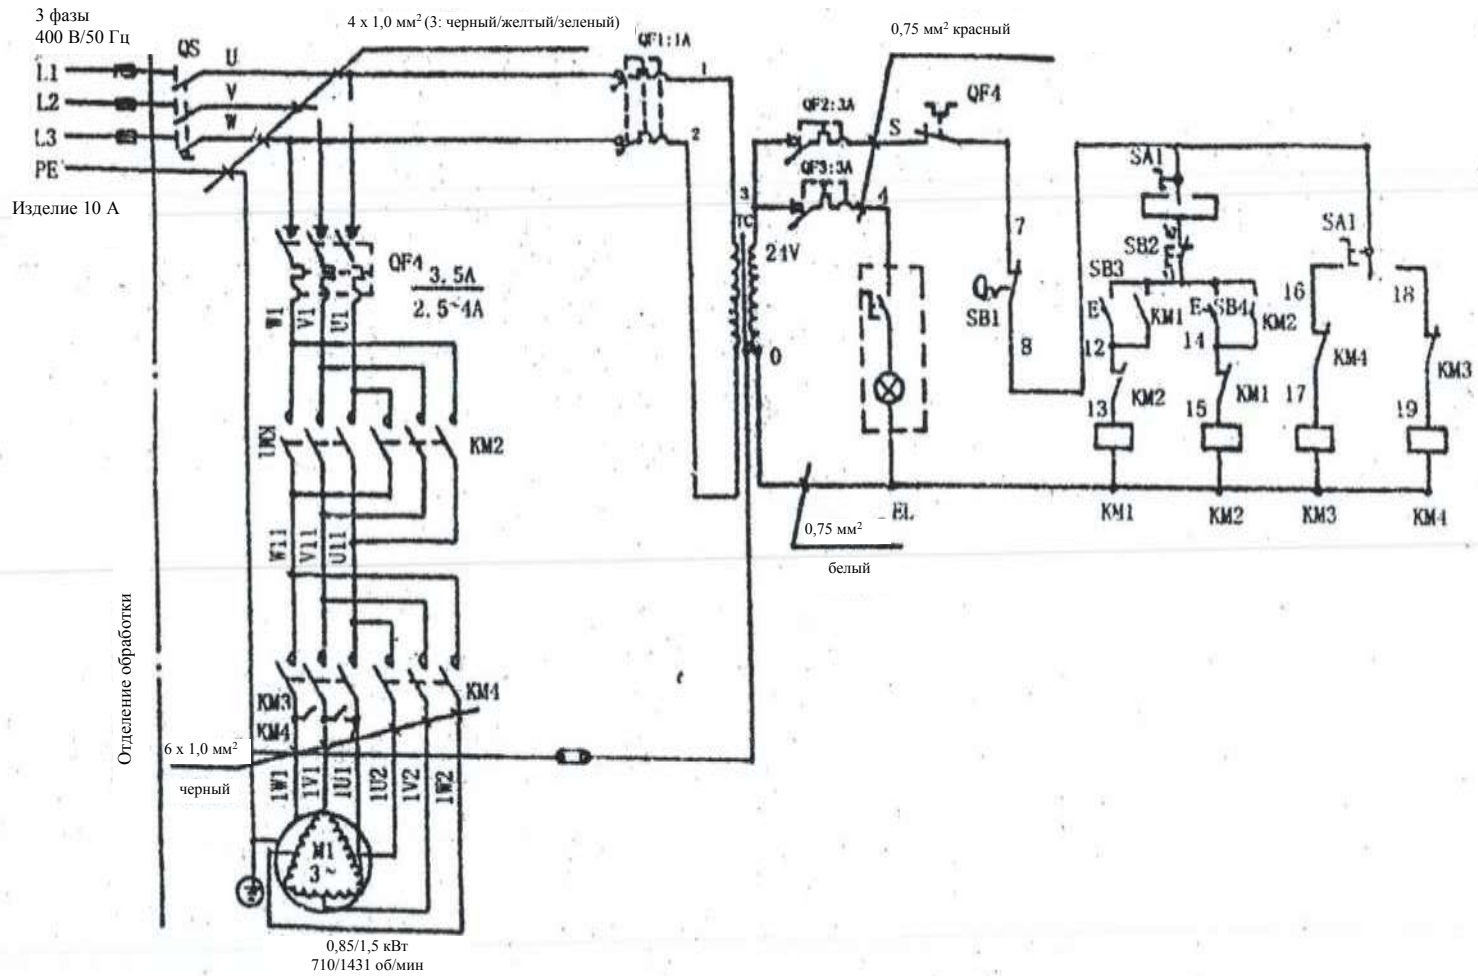 3 фазы
400 В/50 Гц
4 x 1,0 мм² (3: черный/желтый/зеленый)
0,75 мм² красный
QS
U
V
W
QF1:1A
L1
L2
L3
PE
1
2
QF2:3A
S
QF4
QF3:3A
4
3
TC
24V
0
Изделие 10 А
QF4
3.5A
2.5~4A
W1
V1
U1
7
SB1
8
SA1
SB2
SB3
E
KM1
E
SB4
KM2
12
14
KM2
KM1
13
15
SA1
16
18
KM4
KM3
17
19
KM1
KM2
EL
KM1
KM2
KM3
KM4
0,75 мм²
белый
W11
V11
U11
Отделение обработки
KM3
KM4
KM4
6 x 1,0 мм²
черный
1W1
1V1
1U1
1U2
1V2
1W2
M1
3~
0,85/1,5 кВт
710/1431 об/мин